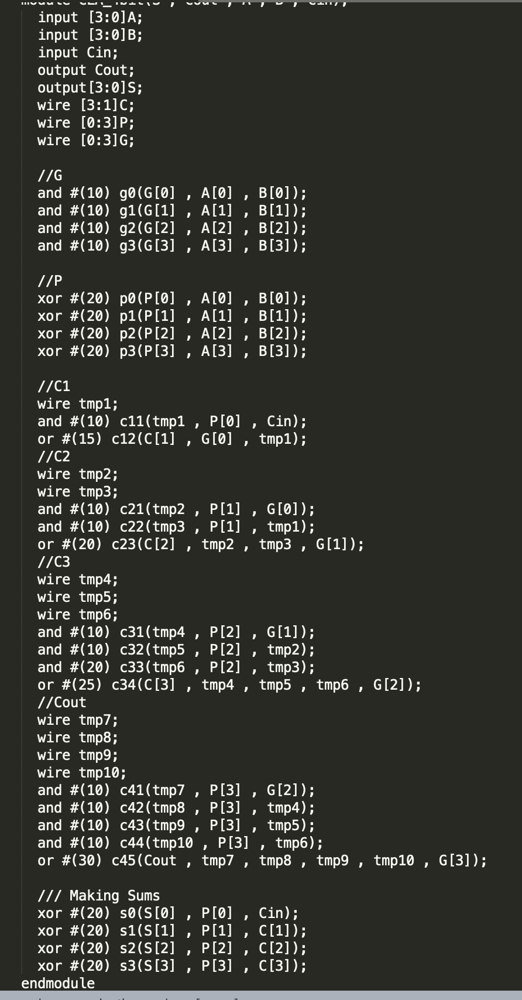 input [3:0]A;
input [3:0]B;
input Cin;
output Cout;
output[3:0]S;
wire [3:1]C;
wire [0:3]P;
wire [0:3]G;
//G
and #(10) g0(G[0] , A[0] , B[0]);
and #(10) g1(G[1] , A[1] , B[1]);
and #(10) g2(G[2] , A[2] , B[2]);
and #(10) g3(G[3] , A[3] , B[3]);
//P
xor #(20) p0(P[0] , A[0] , B[0]);
xor #(20) p1(P[1] , A[1] , B[1]);
xor #(20) p2(P[2] , A[2] , B[2]);
xor #(20) p3(P[3] , A[3] , B[3]);
//C1
wire tmp1;
and #(10) c11(tmp1 , P[0] , Cin);
or #(15) c12(C[1] , G[0] , tmp1);
//C2
wire tmp2;
wire tmp3;
and #(10) c21(tmp2 , P[1] , G[0]);
and #(10) c22(tmp3 , P[1] , tmp1);
or #(20) c23(C[2] , tmp2 , tmp3 , G[1]);
//C3
wire tmp4;
wire tmp5;
wire tmp6;
and #(10) c31(tmp4 , P[2] , G[1]);
and #(10) c32(tmp5 , P[2] , tmp2);
and #(20) c33(tmp6 , P[2] , tmp3);
or #(25) c34(C[3] , tmp4 , tmp5 , tmp6 , G[2]);
//Cout
wire tmp7;
wire tmp8;
wire tmp9;
wire tmp10;
and #(10) c41(tmp7 , P[3] , G[2]);
and #(10) c42(tmp8 , P[3] , tmp4);
and #(10) c43(tmp9 , P[3] , tmp5);
and #(10) c44(tmp10 , P[3] , tmp6);
or #(30) c45(Cout , tmp7 , tmp8 , tmp9 , tmp10 , G[3]);
/// Making Sums
xor #(20) s0(S[0] , P[0] , Cin);
xor #(20) s1(S[1] , P[1] , C[1]);
xor #(20) s2(S[2] , P[2] , C[2]);
xor #(20) s3(S[3] , P[3] , C[3]);
endmodule